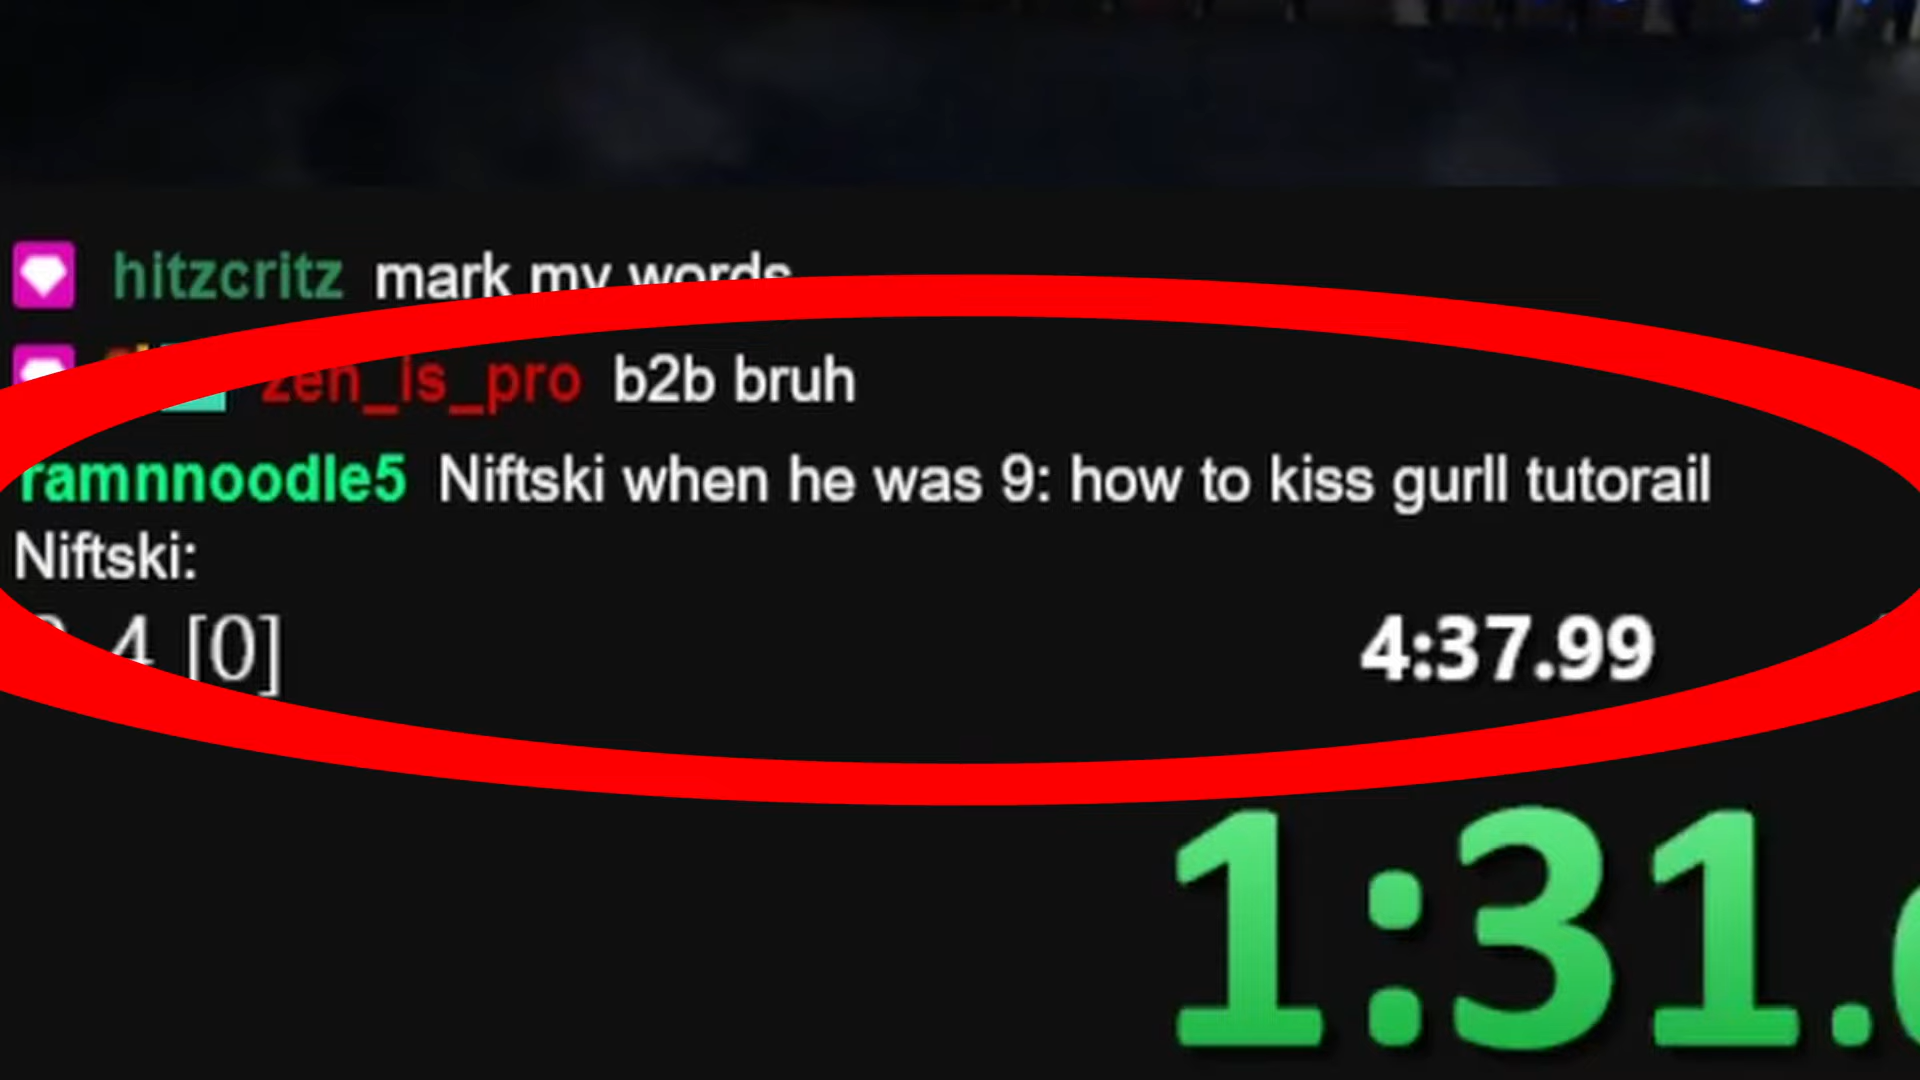 hitzcritz mark my words
zen_is_pro b2b bruh
ramnnoodle5 Niftski when he was 9: how to kiss gurll tutorail
Niftski:
4 [0] 4:37.99
1:31.